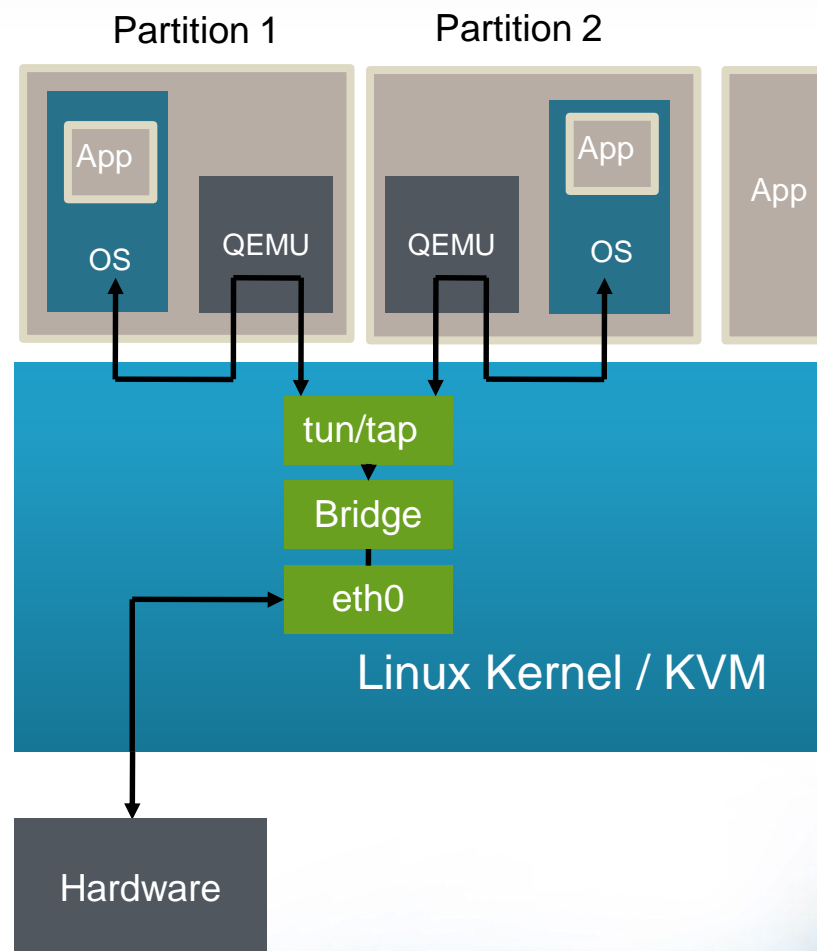 Partition 1
Partition 2
App
OS
QEMU
QEMU
App
OS
App
tun/tap
Bridge
eth0
Linux Kernel / KVM
Hardware